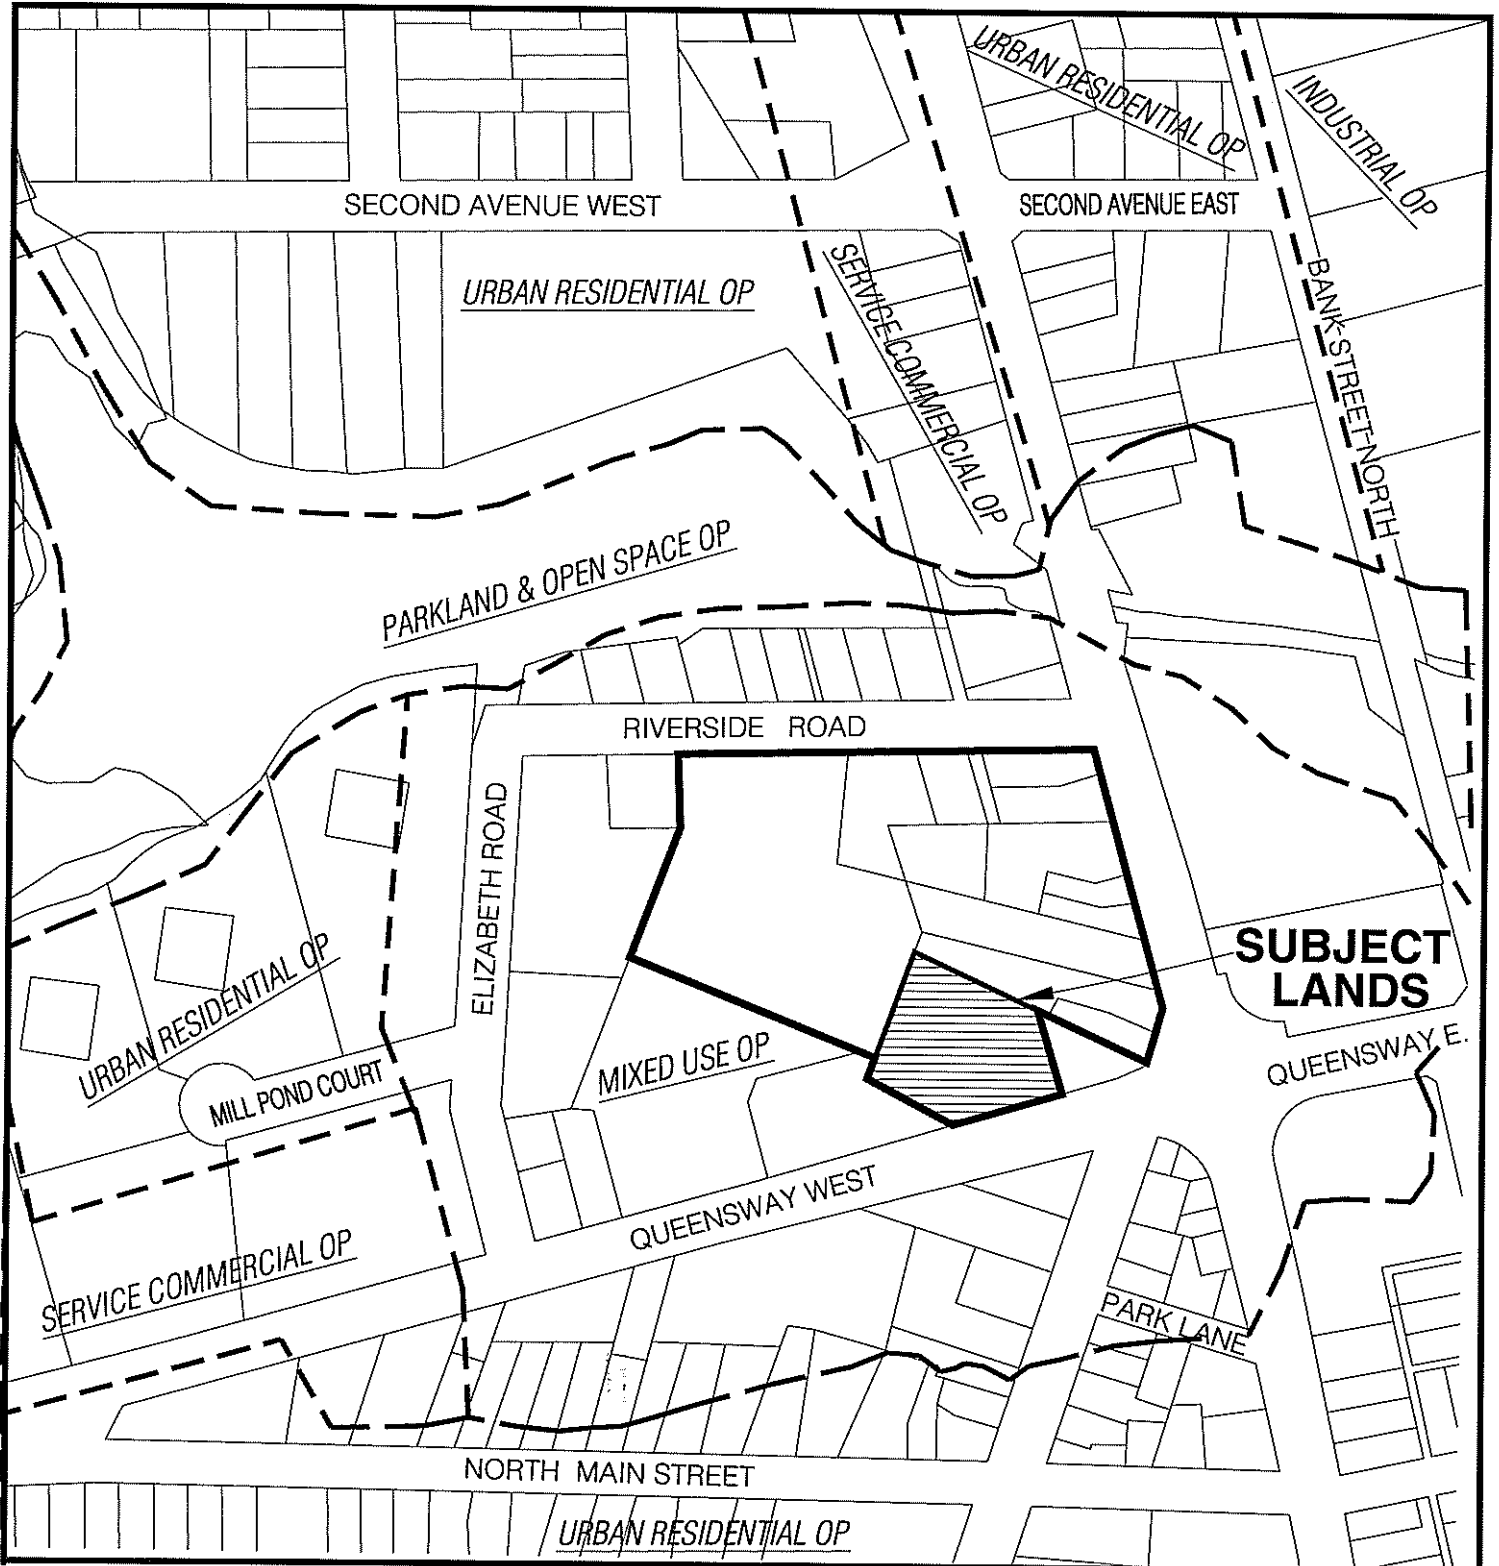 URBAN RESIDENTIAL OP
INDUSTRIAL OP
SECOND AVENUE WEST
SECOND AVENUE EAST
URBAN RESIDENTIAL OP
SERVICE COMMERCIAL OP
BANK STREET NORTH
PARKLAND & OPEN SPACE OP
RIVERSIDE ROAD
ELIZABETH ROAD
SUBJECT
LANDS
URBAN RESIDENTIAL OP
MIXED USE OP
QUEENSWAY E.
MILL POND COURT
QUEENSWAY WEST
SERVICE COMMERCIAL OP
PARK LANE
NORTH MAIN STREET
URBAN RESIDENTIAL OP